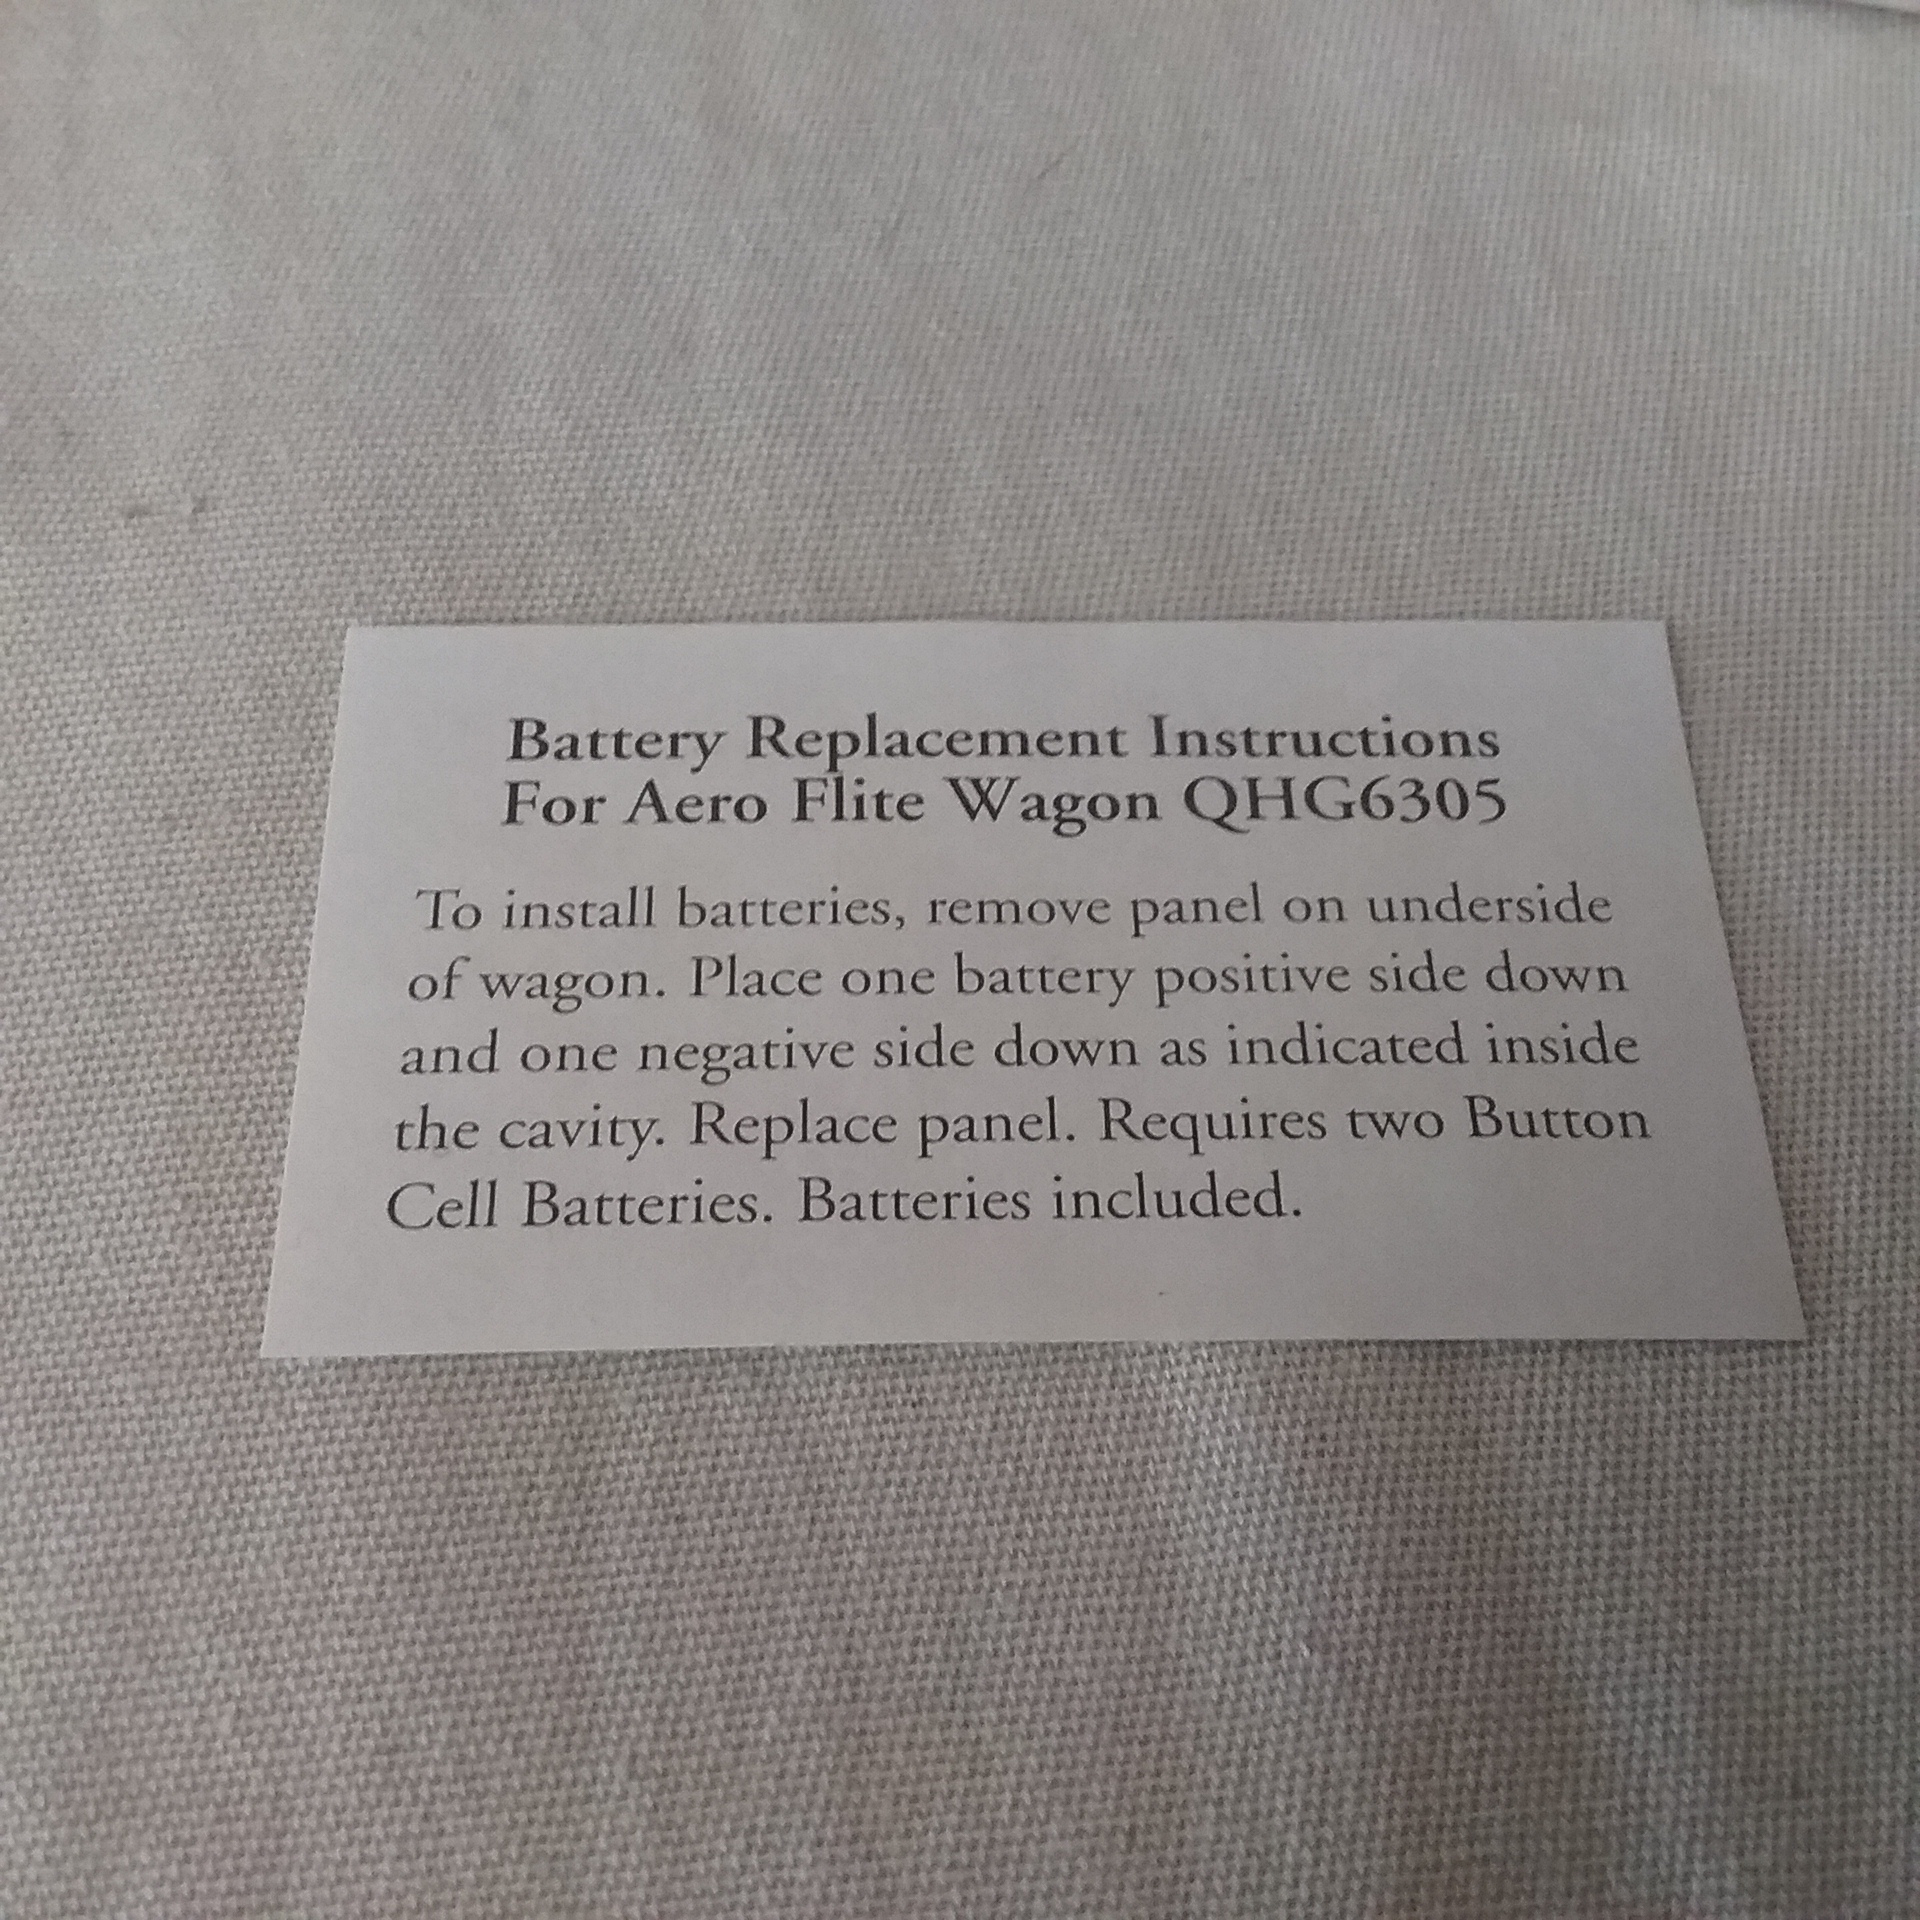 Battery Replacement Instructions
For Aero Flite Wagon QHG6305
To install batteries, remove panel on underside
of wagon. Place one battery positive side down
and one negative side down as indicated inside
the cavity. Replace panel. Requires two Button
Cell Batteries. Batteries included.